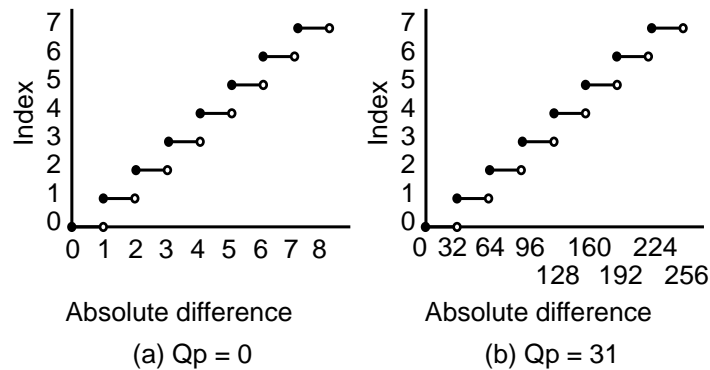 7
6
5
4
3
2
1
0
Index
0 1 2 3 4 5 6 7 8
Absolute difference
(a) Qp = 0
7
6
5
4
3
2
1
0
Index
0 32 64 96 160 224
128 192 256
Absolute difference
(b) Qp = 31